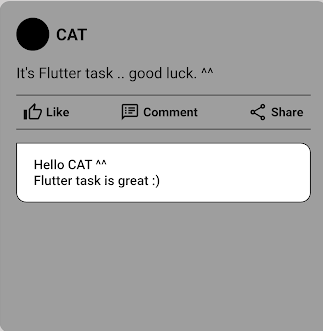 CAT
It's Flutter task .. good luck. ^^
Like Comment Share
Hello CAT ^^
Flutter task is great :)